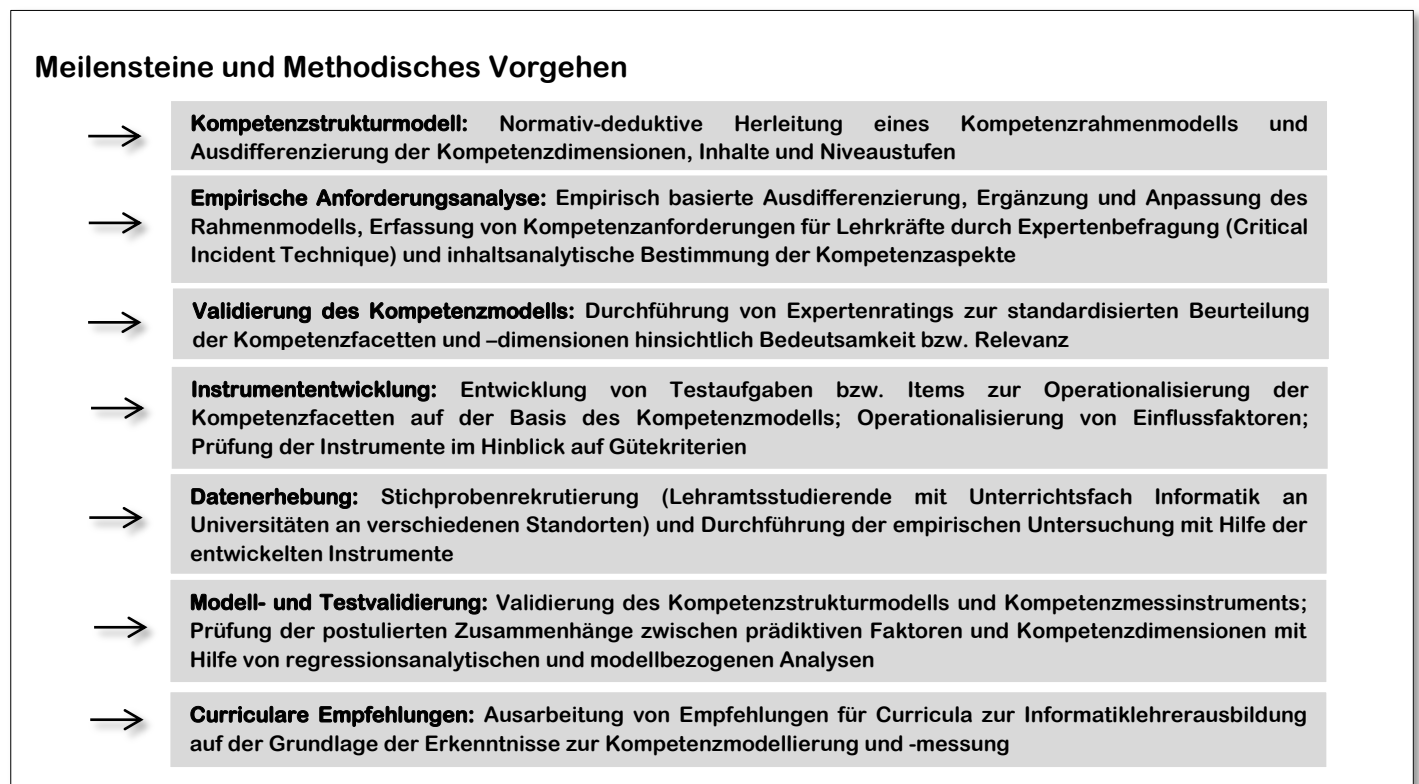 Meilensteine und Methodisches Vorgehen
Kompetenzstrukturmodell: Normativ-deduktive Herleitung eines Kompetenzrahmenmodells und
Ausdifferenzierung der Kompetenzdimensionen, Inhalte und Niveaustufen
Empirische Anforderungsanalyse: Empirisch basierte Ausdifferenzierung, Ergänzung und Anpassung des
Rahmenmodells, Erfassung von Kompetenzanforderungen für Lehrkräfte durch Expertenbefragung (Critical
Incident Technique) und inhaltsanalytische Bestimmung der Kompetenzaspekte
Validierung des Kompetenzmodells: Durchführung von Expertenratings zur standardisierten Beurteilung
der Kompetenzfacetten und –dimensionen hinsichtlich Bedeutsamkeit bzw. Relevanz
Instrumententwicklung: Entwicklung von Testaufgaben bzw. Items zur Operationalisierung der
Kompetenzfacetten auf der Basis des Kompetenzmodells; Operationalisierung von Einflussfaktoren;
Prüfung der Instrumente im Hinblick auf Gütekriterien
Datenerhebung: Stichprobenrekrutierung (Lehramtsstudierende mit Unterrichtsfach Informatik an
Universitäten an verschiedenen Standorten) und Durchführung der empirischen Untersuchung mit Hilfe der
entwickelten Instrumente
Modell- und Testvalidierung: Validierung des Kompetenzstrukturmodells und Kompetenzmessinstruments;
Prüfung der postulierten Zusammenhänge zwischen prädiktiven Faktoren und Kompetenzdimensionen mit
Hilfe von regressionsanalytischen und modellbezogenen Analysen
Curriculare Empfehlungen: Ausarbeitung von Empfehlungen für Curricula zur Informatiklehrerausbildung
auf der Grundlage der Erkenntnisse zur Kompetenzmodellierung und -messung